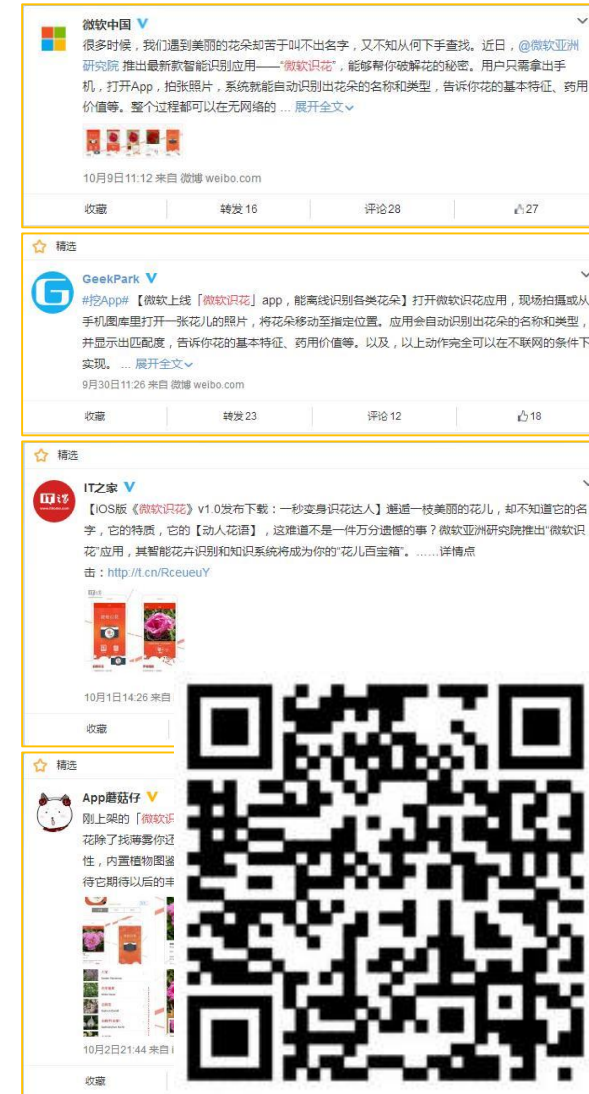 微软中国
很多时候，我们遇到美丽的花朵却苦于叫不出名字，又不知从何下手查找。近日，@微软亚洲
研究院 推出最新款智能识别应用——“微软识花”，能够帮你破解花的秘密。用户只需拿出手
机，打开App，拍张照片，系统就能自动识别出花朵的名称和类型，告诉你花的基本特征、药用
价值等。整个过程都可以在无网络的 ... 展开全文
10月9日11:12 来自 微博 weibo.com
收藏 转发 16 评论28 27
精选
GeekPark
#挖App# 【微软上线「微软识花」app，能离线识别各类花朵】打开微软识花应用，现场拍摄或从
手机图库里打开一张花儿的照片，将花朵移动至指定位置。应用会自动识别出花朵的名称和类型，
并显示出匹配度，告诉你花的基本特征、药用价值等。以及，以上动作完全可以在不联网的条件下
实现。 ... 展开全文
9月30日11:26 来自 微博 weibo.com
收藏 转发 23 评论 12 18
精选
IT之家
【iOS版《微软识花》v1.0发布下载：一秒变身识花达人】邂逅一枝美丽的花儿，却不知道它的名
字，它的特质，它的【动人花语】，这难道不是一件万分遗憾的事？微软亚洲研究院推出“微软识
花”应用，其智能花卉识别和知识系统将成为你的“花儿百宝箱”。……详情点
击：http://t.cn/RceueuY
10月1日14:26 来自
收藏
精选
App蘑菇仔
刚上架的「微软识
花除了找薄雾你还
性，内置植物图鉴
待它期待以后的丰
10月2日21:44 来自 i
收藏